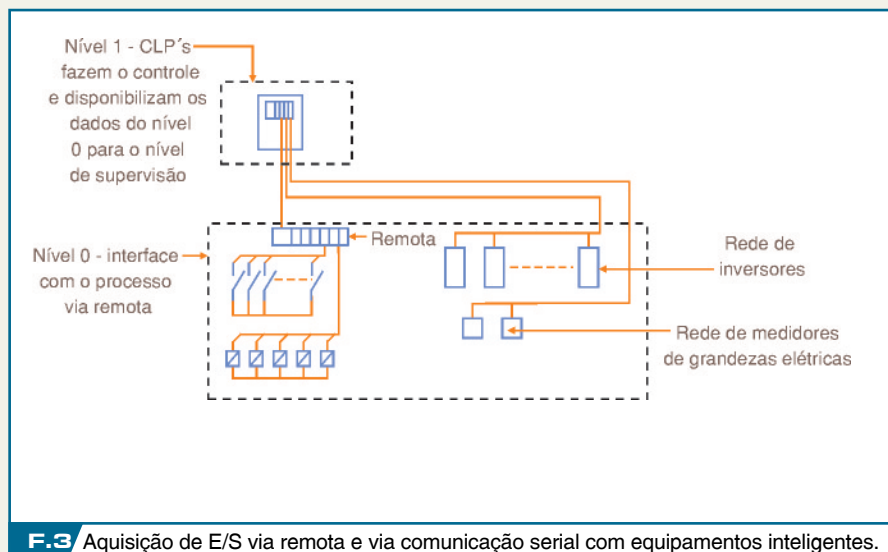 Nível 1 - CLP´s
fazem o controle
e disponibilizam os
dados do nível
0 para o nível
de supervisão
Nível 0 - interface
com o processo
via remota
Remota
Rede de
inversores
Rede de medidores
de grandezas elétricas
F.3 Aquisição de E/S via remota e via comunicação serial com equipamentos inteligentes.